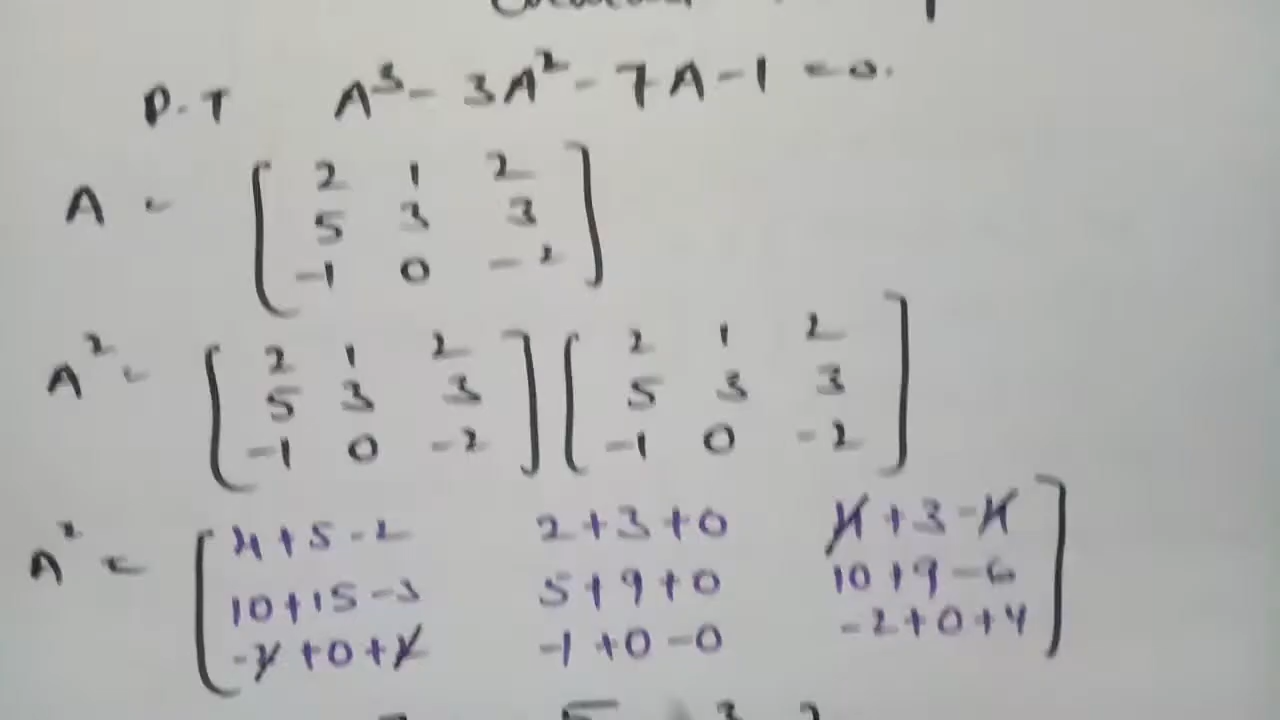 P.T A³ - 3A² - 7A - 1 = 0.
A = [ 2 1 2
5 3 3
-1 0 -2 ]
A² = [ 2 1 2 ] [ 2 1 2
5 3 3 5 3 3
-1 0 -2 -1 0 -2 ]
A² = [ 4+5-2 2+3+0 4+3-4
10+15-3 5+9+0 10+9-6
-2+0+2 -1+0-0 -2+0+4 ]